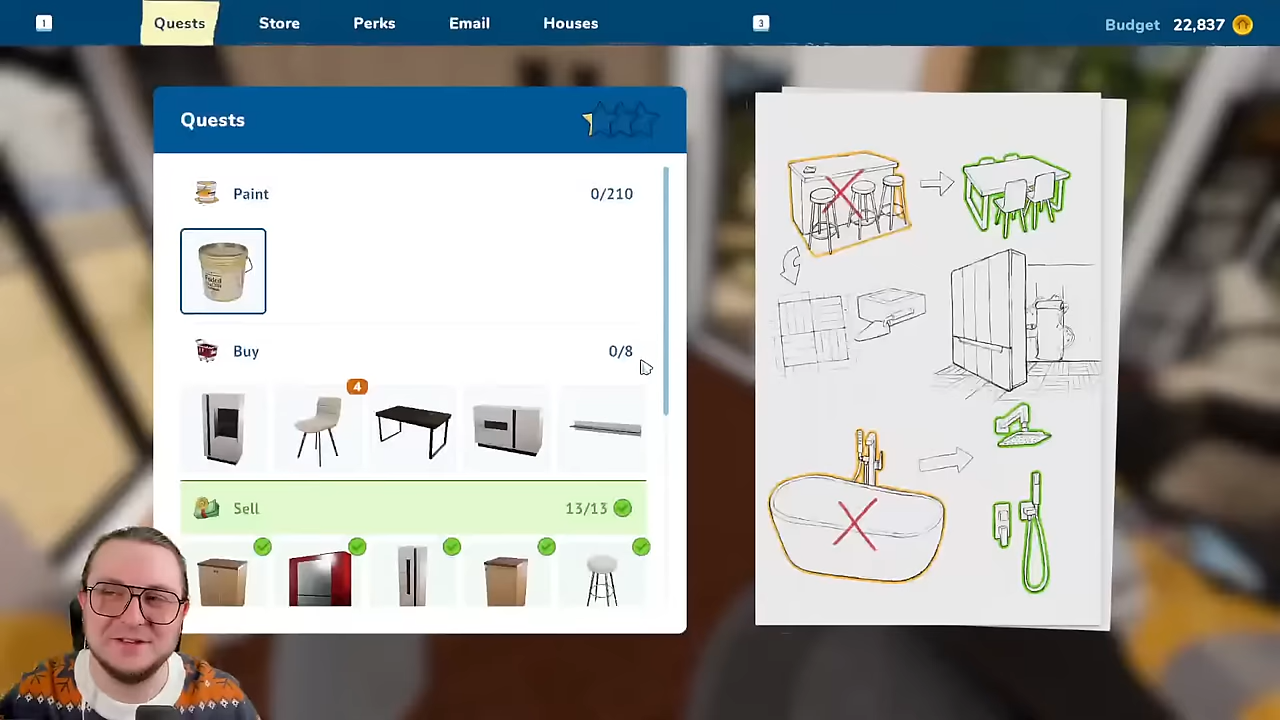 1 Quests Store Perks Email Houses 3 Budget 22,837
Quests
Paint 0/210
Buy 0/8
4
Sell 13/13